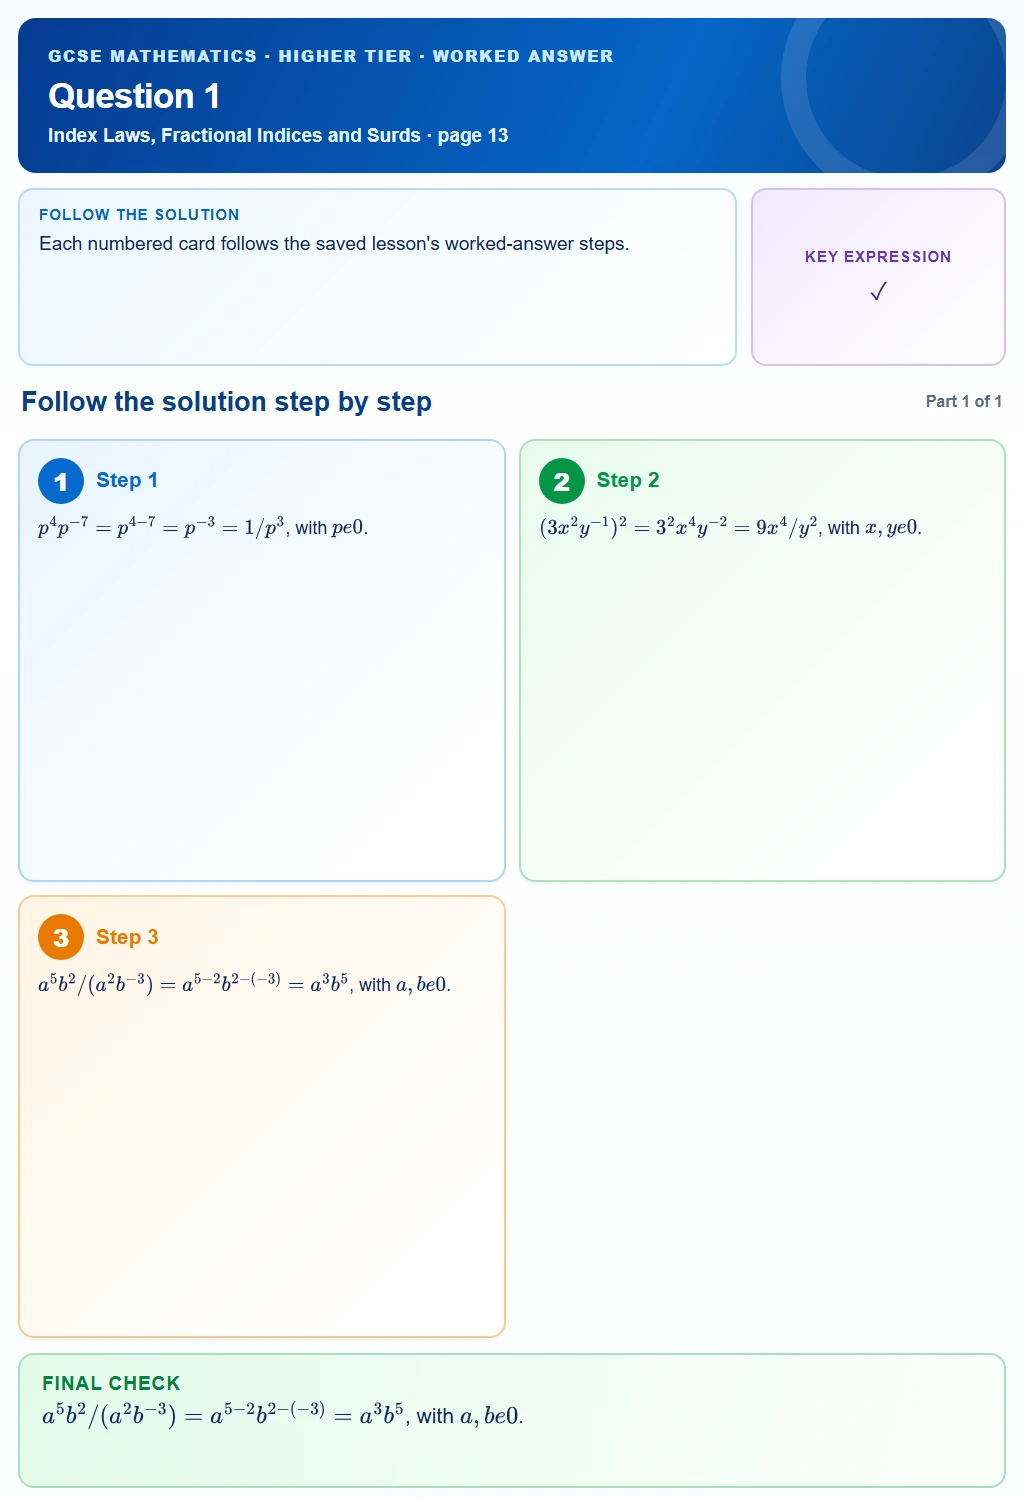 GCSE MATHEMATICS · HIGHER TIER · WORKED ANSWER
Question 1
Index Laws, Fractional Indices and Surds · page 13
FOLLOW THE SOLUTION
Each numbered card follows the saved lesson's worked-answer steps.
KEY EXPRESSION
✓
Follow the solution step by step
Part 1 of 1
1 Step 1
$p^4p^{-7} = p^{4-7} = p^{-3} = 1/p^3$, with $pe0$.
2 Step 2
$(3x^2y^{-1})^2 = 3^2x^4y^{-2} = 9x^4/y^2$, with $x, ye0$.
3 Step 3
$a^5b^2/(a^2b^{-3}) = a^{5-2}b^{2-(-3)} = a^3b^5$, with $a, be0$.
FINAL CHECK
$a^5b^2/(a^2b^{-3}) = a^{5-2}b^{2-(-3)} = a^3b^5$, with $a, be0$.